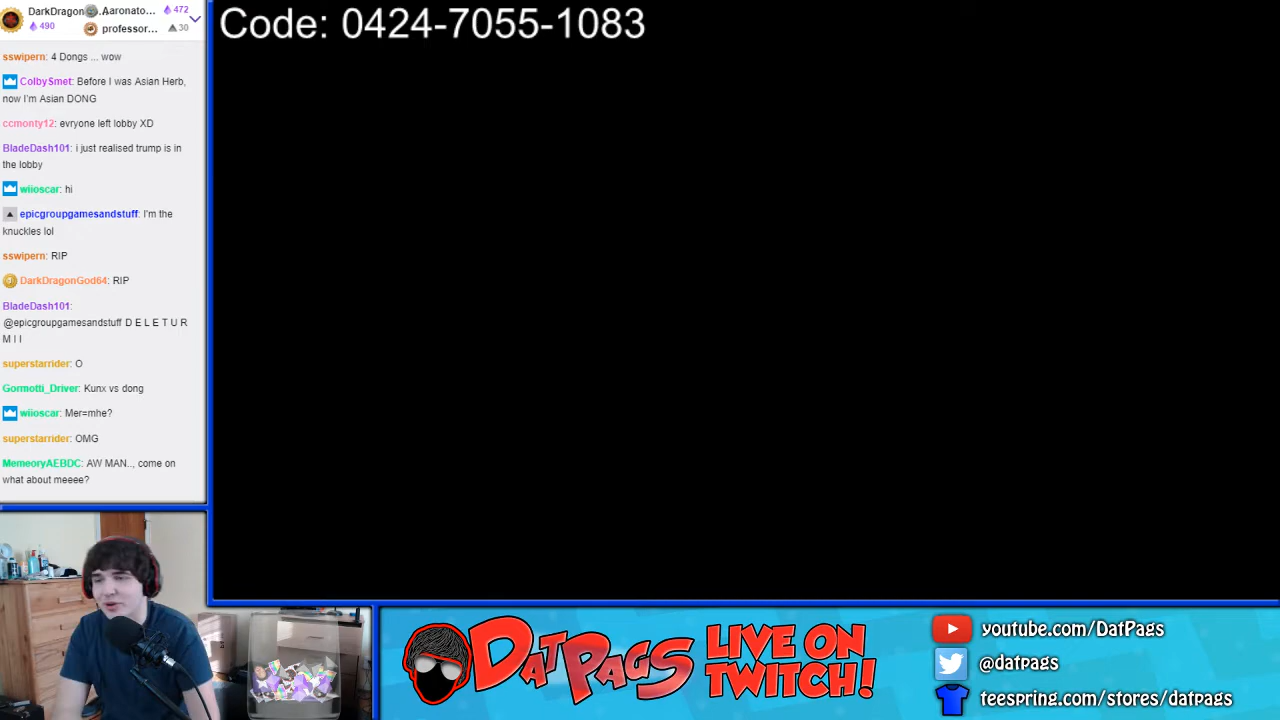 DarkDragon
490
Aaronato...
472
professor...
30
Code: 0424-7055-1083
sswipern: 4 Dongs ... wow
ColbySmet: Before I was Asian Herb,
now I'm Asian DONG
ccmonty12: evryone left lobby XD
BladeDash101: i just realised trump is in
the lobby
wiioscar: hi
epicgroupgamesandstuff: I'm the
knuckles lol
sswipern: RIP
DarkDragonGod64: RIP
BladeDash101:
@epicgroupgamesandstuff D E L E T U R
M I I
superstarrider: O
Gormotti_Driver: Kunx vs dong
wiioscar: Mer=mhe?
superstarrider: OMG
MemeoryAEBDC: AW MAN.., come on
what about meeee?
DATPAGS LIVE ON
TWITCH!
youtube.com/DatPags
@datpags
teespring.com/stores/datpags